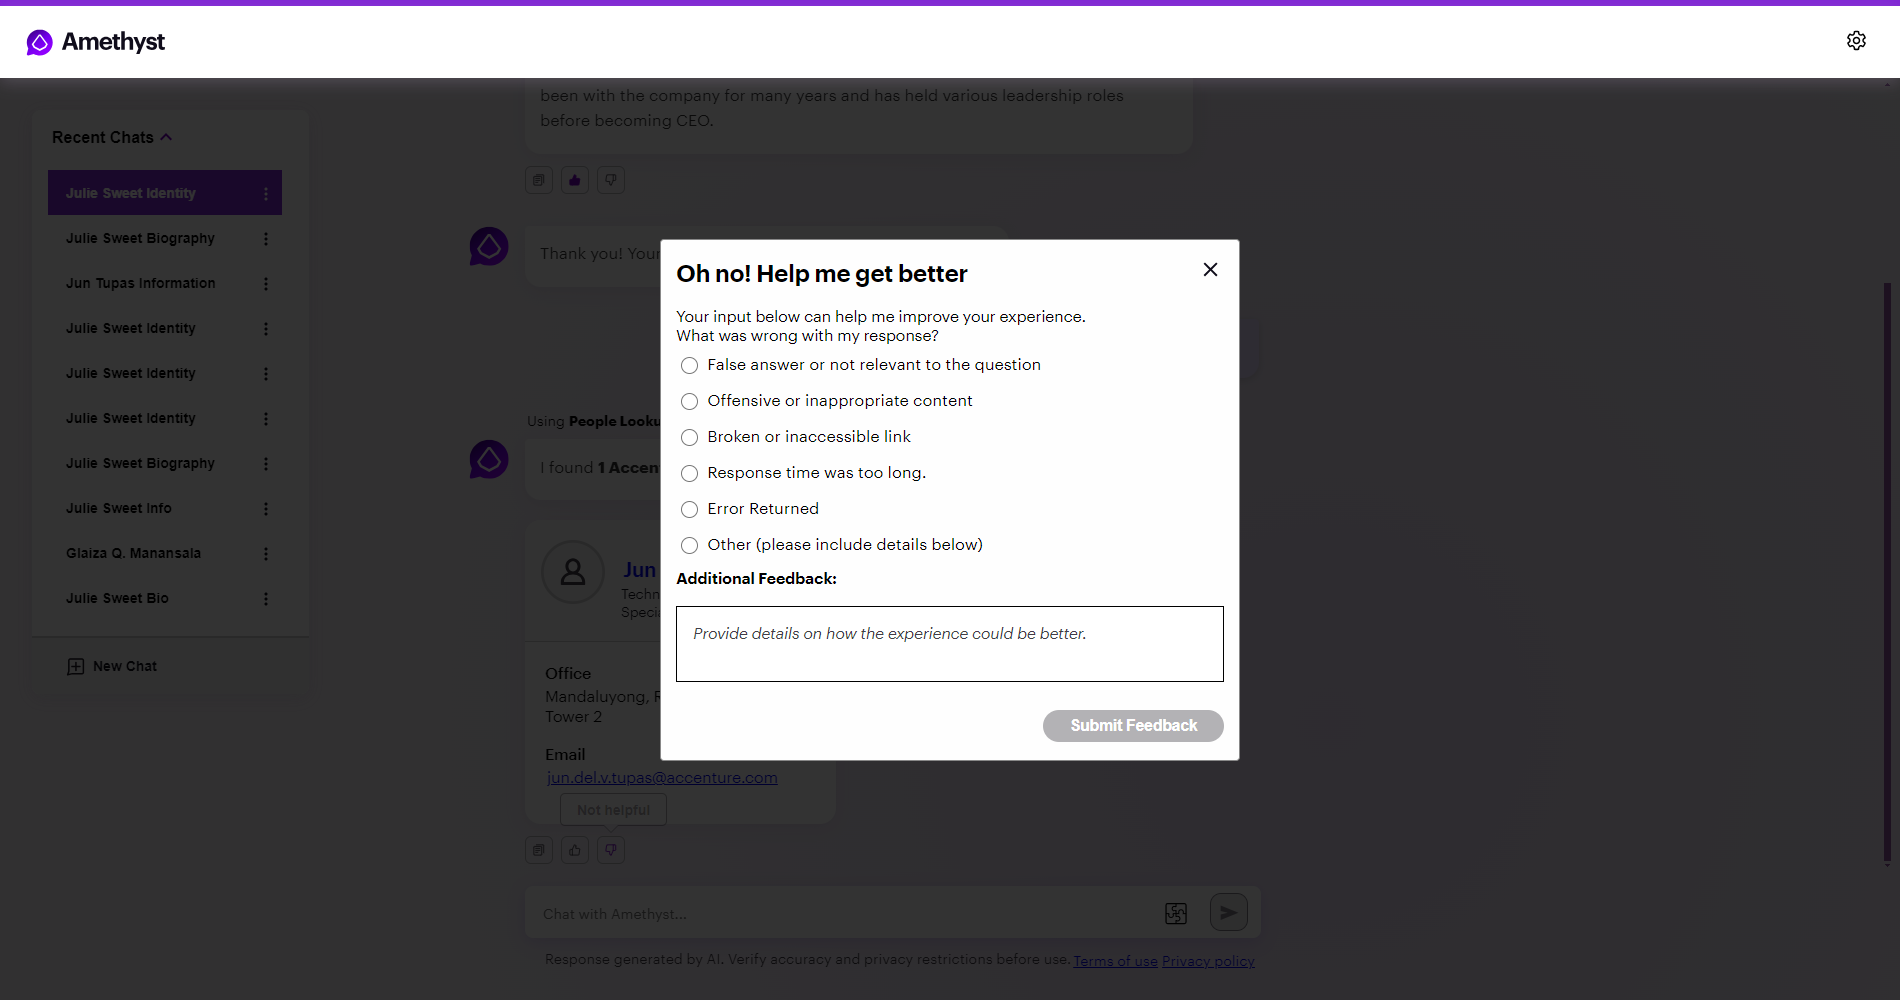 Amethyst
been with the company for many years and has held various leadership roles
before becoming CEO.
Recent Chats
Julie Sweet Identity
Julie Sweet Biography
Jun Tupas Information
Julie Sweet Identity
Julie Sweet Identity
Julie Sweet Identity
Julie Sweet Biography
Julie Sweet Info
Glaiza Q. Manansala
Julie Sweet Bio
New Chat
Thank you! Your
Using People Looku
I found 1 Accen
Jun
Techn
Specia
Office
Mandaluyong,
Tower 2
Email
jun.del.v.tupas@accenture.com
Not helpful
Oh no! Help me get better
Your input below can help me improve your experience.
What was wrong with my response?
False answer or not relevant to the question
Offensive or inappropriate content
Broken or inaccessible link
Response time was too long.
Error Returned
Other (please include details below)
Additional Feedback:
Provide details on how the experience could be better.
Submit Feedback
Chat with Amethyst...
Response generated by AI. Verify accuracy and privacy restrictions before use. Terms of use Privacy policy